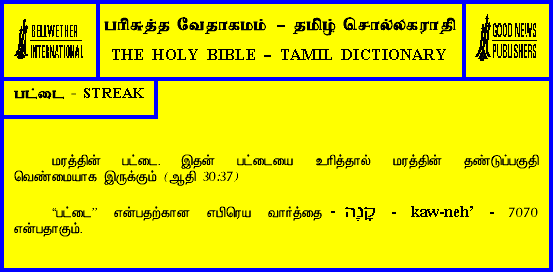 BELLWETHER
INTERNATIONAL
பரிசுத்த வேதாகமம் – தமிழ் சொல்லகராதி
THE HOLY BIBLE – TAMIL DICTIONARY
GOOD NEWS
PUBLISHERS
பட்டை - STREAK
மரத்தின் பட்டை. இதன் பட்டையை உரித்தால் மரத்தின் தண்டுப்பகுதி
வெண்மையாக இருக்கும் (ஆதி 30:37)
“பட்டை” என்பதற்கான எபிரெய வார்த்தை - קָנֶה - kaw-neh’ - 7070
என்பதாகும்.